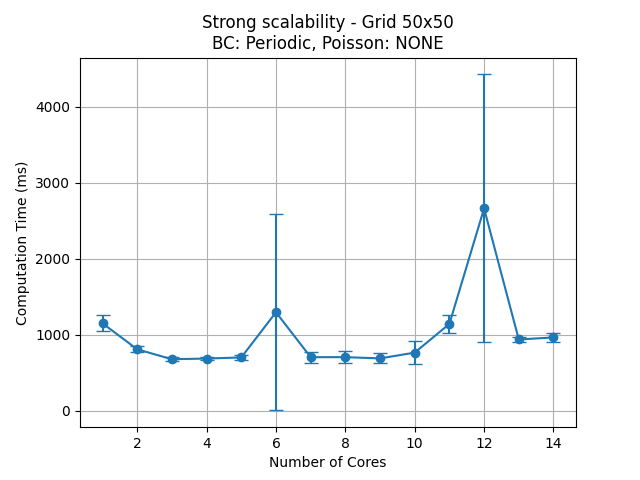 Strong scalability - Grid 50x50
BC: Periodic, Poisson: NONE
Computation Time (ms)
4000
3000
2000
1000
0
2 4 6 8 10 12 14
Number of Cores